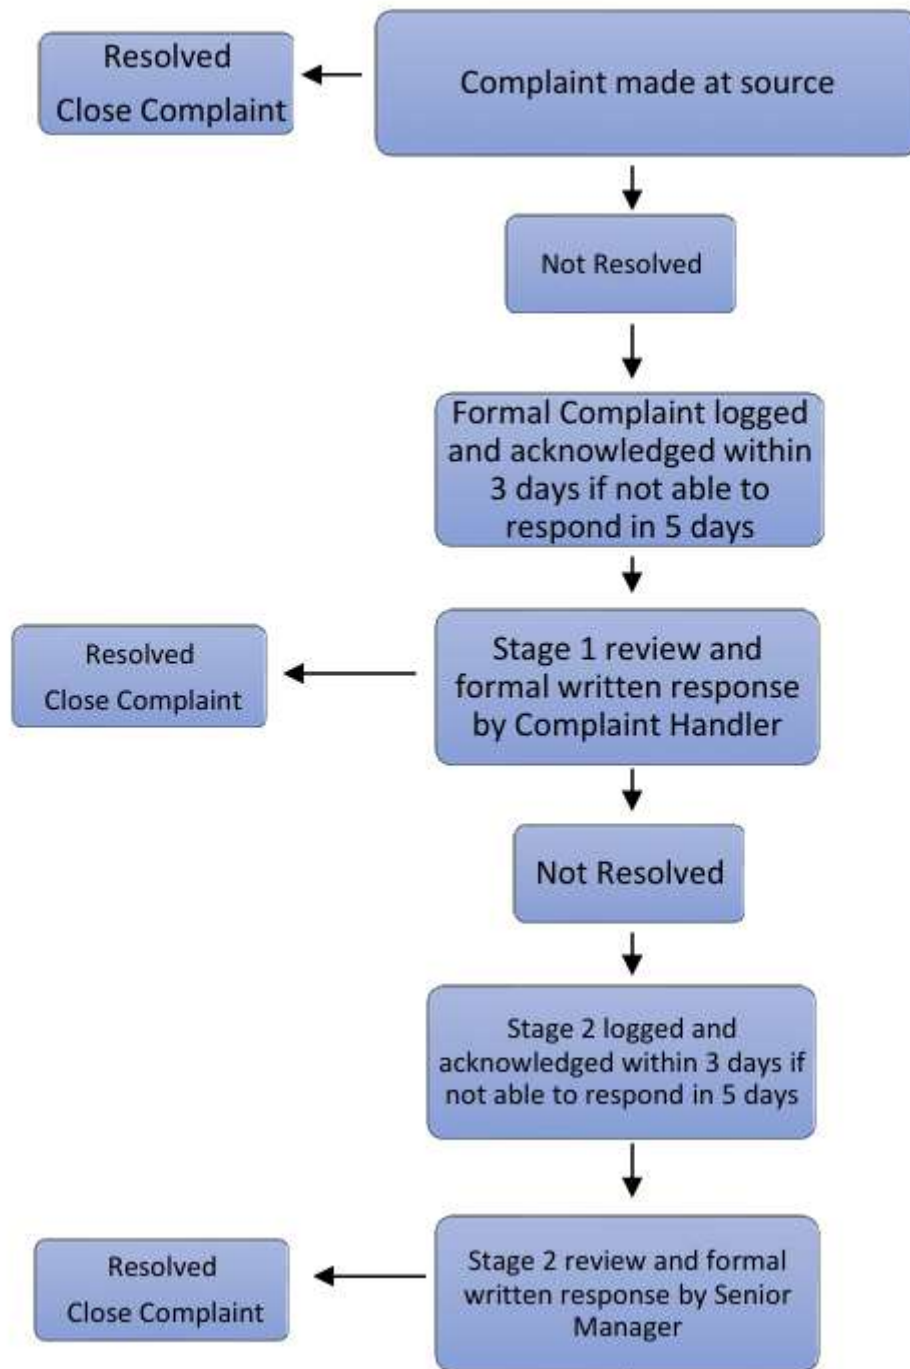 Resolved
Close Complaint
Complaint made at source
Not Resolved
Formal Complaint logged
and acknowledged within
3 days if not able to
respond in 5 days
Stage 1 review and
formal written response
by Complaint Handler
Resolved
Close Complaint
Not Resolved
Stage 2 logged and
acknowledged within 3 days if
not able to respond in 5 days
Stage 2 review and formal
written response by Senior
Manager
Resolved
Close Complaint